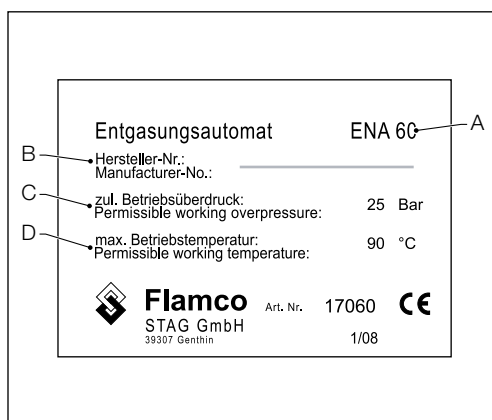 Entgasungsautomat ENA 60 A
B Hersteller-Nr.:
Manufacturer-No.:
C zul. Betriebsüberdruck:
Permissible working overpressure: 25 Bar
D max. Betriebstemperatur:
Permissible working temperature: 90 °C
Flamco Art. Nr. 17060 CE
STAG GmbH
39307 Genthin 1/08